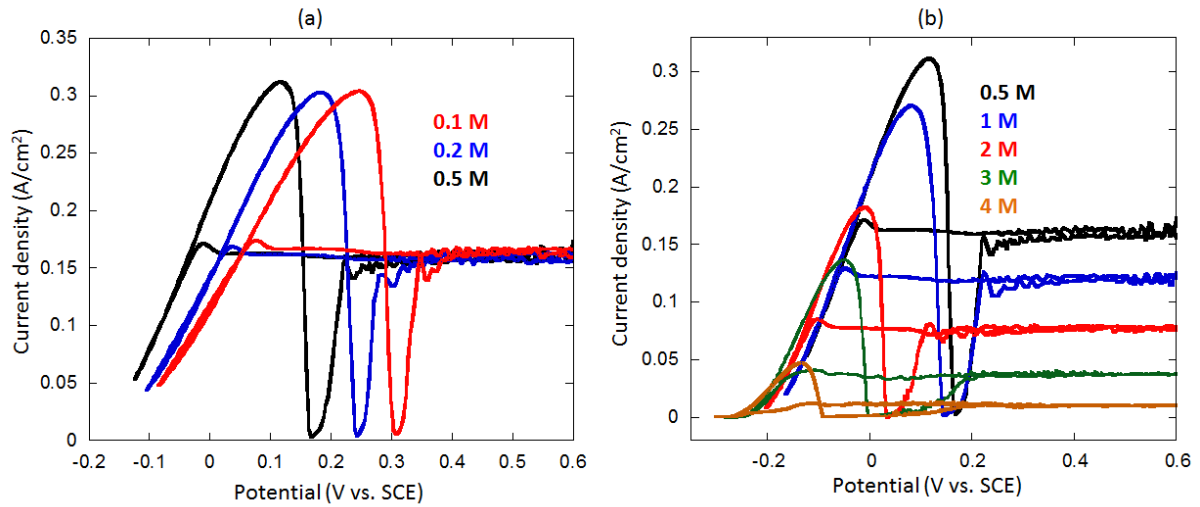 (a)
0.35
0.3
0.25
0.2
0.15
0.1
0.05
0
-0.2
-0.1
0
0.1
0.2
0.3
0.4
0.5
0.6
Current density (A/cm²)
Potential (V vs. SCE)
0.1 M
0.2 M
0.5 M
(b)
0.3
0.25
0.2
0.15
0.1
0.05
0
-0.2
0
0.2
0.4
0.6
Current density (A/cm²)
Potential (V vs. SCE)
0.5 M
1 M
2 M
3 M
4 M